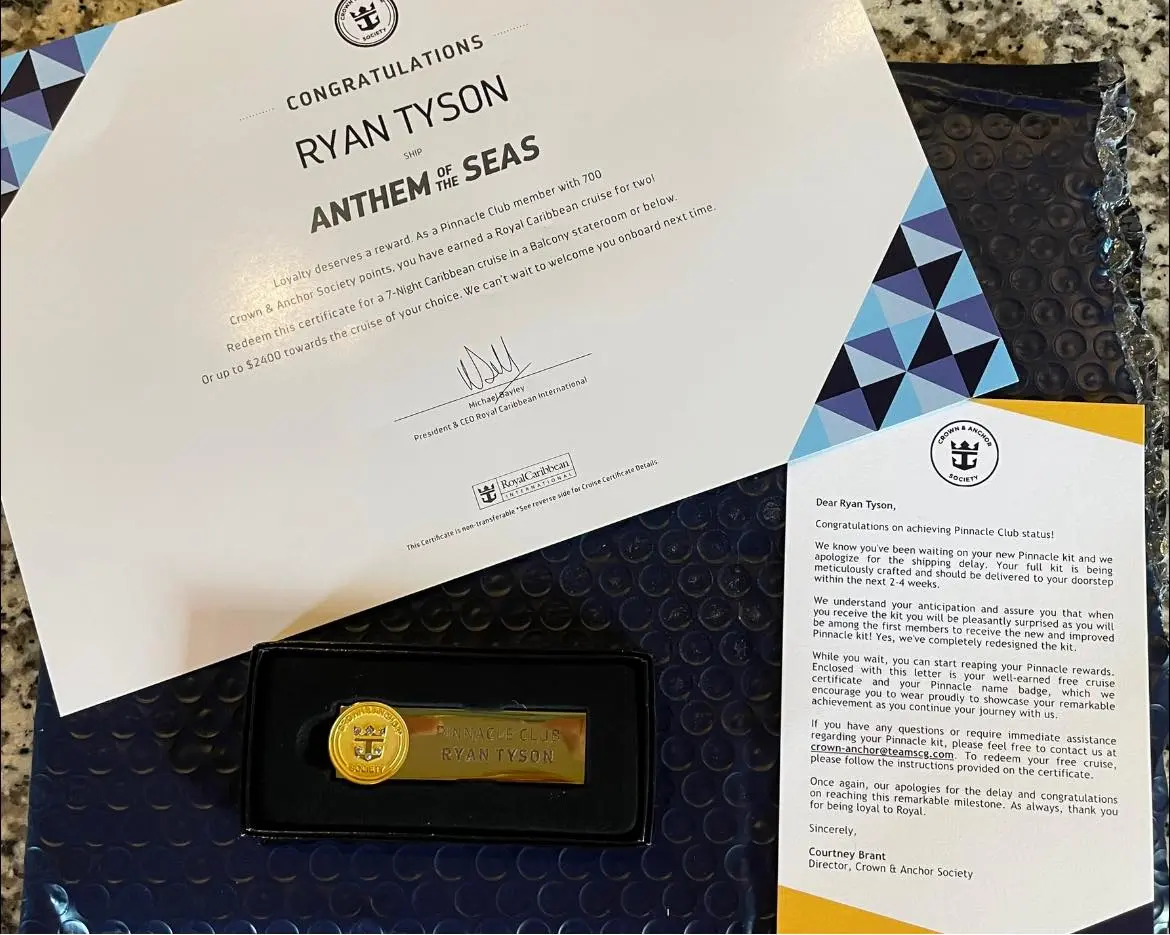 CROWN &
SOCIETY
CONGRATULATIONS
RYAN TYSON
SHIP
ANTHEM OF THE SEAS
Loyalty deserves a reward. As a Pinnacle Club member with 700
Crown & Anchor Society points, you have earned a Royal Caribbean cruise for two!
Redeem this certificate for a 7-Night Caribbean cruise in a Balcony stateroom or below.
Or up to $2400 towards the cruise of your choice. We can't wait to welcome you onboard next time.
Michael Bayley
President & CEO Royal Caribbean International
RoyalCaribbean
INTERNATIONAL
This Certificate is non-transferable *See reverse side for Cruise Certificate Details
CROWN & ANCHOR
SOCIETY
Dear Ryan Tyson,
Congratulations on achieving Pinnacle Club status!
We know you've been waiting on your new Pinnacle kit and we
apologize for the shipping delay. Your full kit is being
meticulously crafted and should be delivered to your doorstep
within the next 2-4 weeks.
We understand your anticipation and assure you that when
you receive the kit you will be pleasantly surprised as you will
be among the first members to receive the new and improved
Pinnacle kit! Yes, we've completely redesigned the kit.
While you wait, you can start reaping your Pinnacle rewards.
Enclosed with this letter is your well-earned free cruise
certificate and your Pinnacle name badge, which we
encourage you to wear proudly to showcase your remarkable
achievement as you continue your journey with us.
If you have any questions or require immediate assistance
regarding your Pinnacle kit, please feel free to contact us at
crown-anchor@teamscg.com. To redeem your free cruise,
please follow the instructions provided on the certificate.
Once again, our apologies for the delay and congratulations
on reaching this remarkable milestone. As always, thank you
for being loyal to Royal.
Sincerely,
Courtney Brant
Director, Crown & Anchor Society
CROWN & ANCHOR
SOCIETY
PINNACLE CLUB
RYAN TYSON